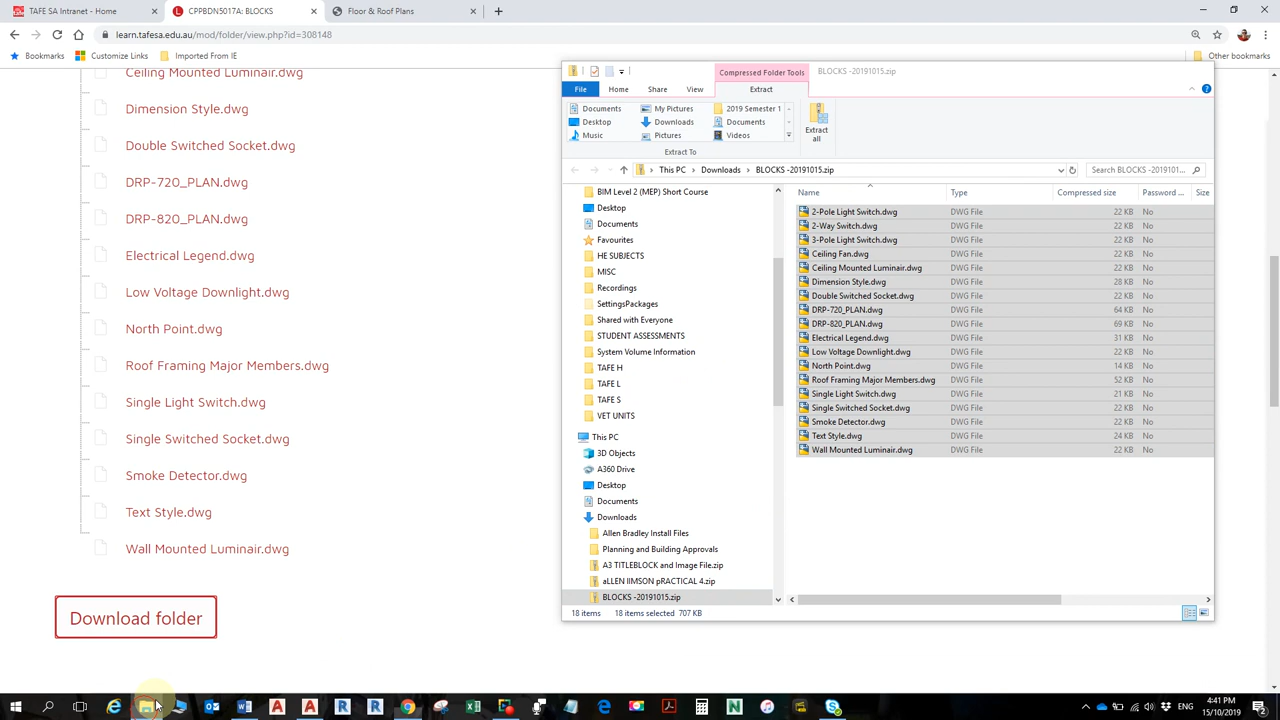 TAFE SA Intranet - Home
CPPBDN5017A: BLOCKS
Floor & Roof Plans
learn.tafesa.edu.au/mod/folder/view.php?id=308148
Bookmarks
Customize Links
Imported From IE
Other bookmarks
Ceiling Mounted Luminair.dwg
Dimension Style.dwg
Double Switched Socket.dwg
DRP-720_PLAN.dwg
DRP-820_PLAN.dwg
Electrical Legend.dwg
Low Voltage Downlight.dwg
North Point.dwg
Roof Framing Major Members.dwg
Single Light Switch.dwg
Single Switched Socket.dwg
Smoke Detector.dwg
Text Style.dwg
Wall Mounted Luminair.dwg
Download folder
Compressed Folder Tools
BLOCKS -20191015.zip
File
Home
Share
View
Extract
Documents
My Pictures
2019 Semester 1
Desktop
Downloads
Documents
Music
Pictures
Videos
Extract
all
Extract To
This PC
Downloads
BLOCKS -20191015.zip
Search BLOCKS -2019101...
BIM Level 2 (MEP) Short Course
Desktop
Documents
Favourites
HE SUBJECTS
MISC
Recordings
SettingsPackages
Shared with Everyone
STUDENT ASSESSMENTS
System Volume Information
TAFE H
TAFE L
TAFE S
VET UNITS
This PC
3D Objects
A360 Drive
Desktop
Documents
Downloads
Allen Bradley Install Files
Planning and Building Approvals
A3 TITLEBLOCK and Image File.zip
aLLEN lIMSON pRACTICAL 4.zip
BLOCKS -20191015.zip
Name Type Compressed size Password ... Size
2-Pole Light Switch.dwg DWG File 22 KB No
2-Way Switch.dwg DWG File 22 KB No
3-Pole Light Switch.dwg DWG File 22 KB No
Ceiling Fan.dwg DWG File 22 KB No
Ceiling Mounted Luminair.dwg DWG File 22 KB No
Dimension Style.dwg DWG File 28 KB No
Double Switched Socket.dwg DWG File 22 KB No
DRP-720_PLAN.dwg DWG File 64 KB No
DRP-820_PLAN.dwg DWG File 69 KB No
Electrical Legend.dwg DWG File 31 KB No
Low Voltage Downlight.dwg DWG File 22 KB No
North Point.dwg DWG File 14 KB No
Roof Framing Major Members.dwg DWG File 52 KB No
Single Light Switch.dwg DWG File 21 KB No
Single Switched Socket.dwg DWG File 22 KB No
Smoke Detector.dwg DWG File 22 KB No
Text Style.dwg DWG File 24 KB No
Wall Mounted Luminair.dwg DWG File 22 KB No
18 items 18 items selected 707 KB
ENG
4:41 PM
15/10/2019